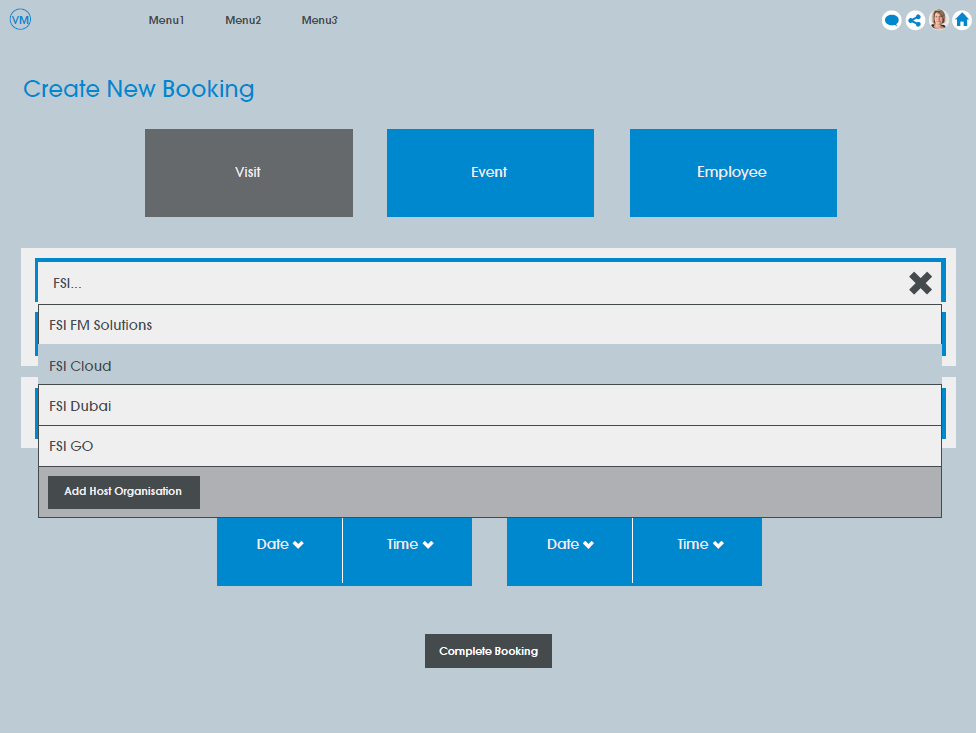 VM Menu1 Menu2 Menu3
Create New Booking
Visit Event Employee
FSI...
FSI FM Solutions
FSI Cloud
FSI Dubai
FSI GO
Add Host Organisation
Date Time Date Time
Complete Booking